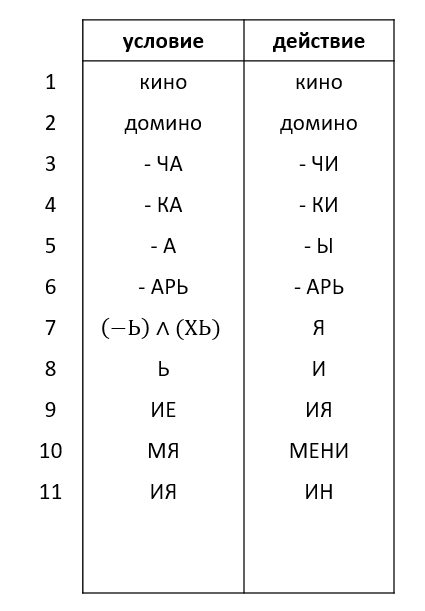 условие действие
1 кино кино
2 домино домино
3 - ЧА - ЧИ
4 - КА - КИ
5 - А - Ы
6 - АРЬ - АРЬ
7 (−Ь) ∧ (ХЬ) Я
8 Ь И
9 ИЕ ИЯ
10 МЯ МЕНИ
11 ИЯ ИН